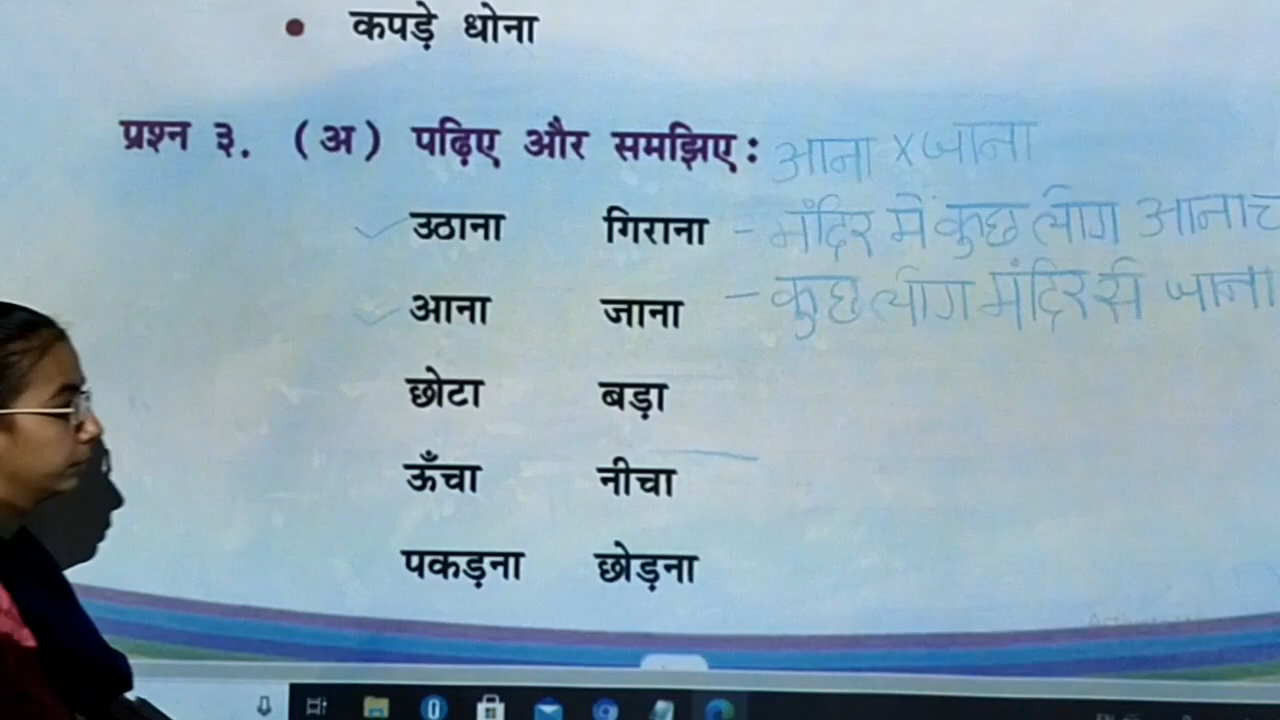 • कपड़े धोना
प्रश्न ३. (अ) पढ़िए और समझिए : आना x जाना
उठाना गिराना - मंदिर में कुछ लोग आना
आना जाना - कुछ लोग मंदिर से जाना
छोटा बड़ा
ऊँचा नीचा
पकड़ना छोड़ना